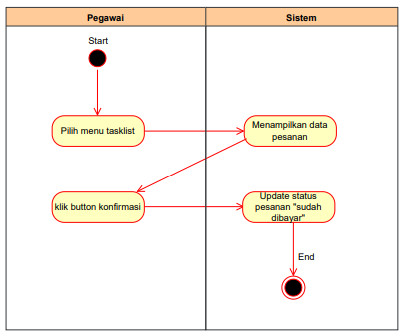 Pegawai
Sistem
Start
Pilih menu tasklist
Menampilkan data
pesanan
klik button konfirmasi
Update status
pesanan "sudah
dibayar"
End